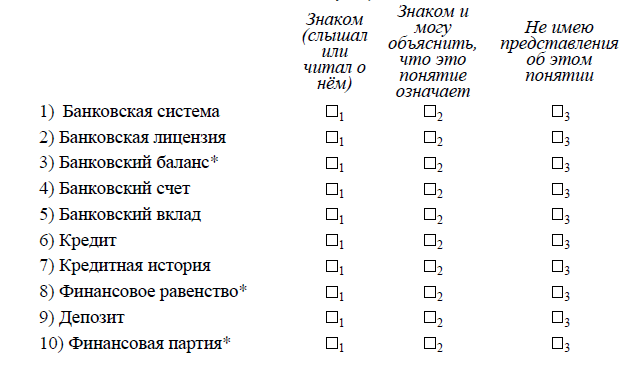 Знаком (слышал или читал о нём)
Знаком и могу объяснить, что это понятие означает
Не имею представления об этом понятии
1) Банковская система □1 □2 □3
2) Банковская лицензия □1 □2 □3
3) Банковский баланс* □1 □2 □3
4) Банковский счет □1 □2 □3
5) Банковский вклад □1 □2 □3
6) Кредит □1 □2 □3
7) Кредитная история □1 □2 □3
8) Финансовое равенство* □1 □2 □3
9) Депозит □1 □2 □3
10) Финансовая партия* □1 □2 □3